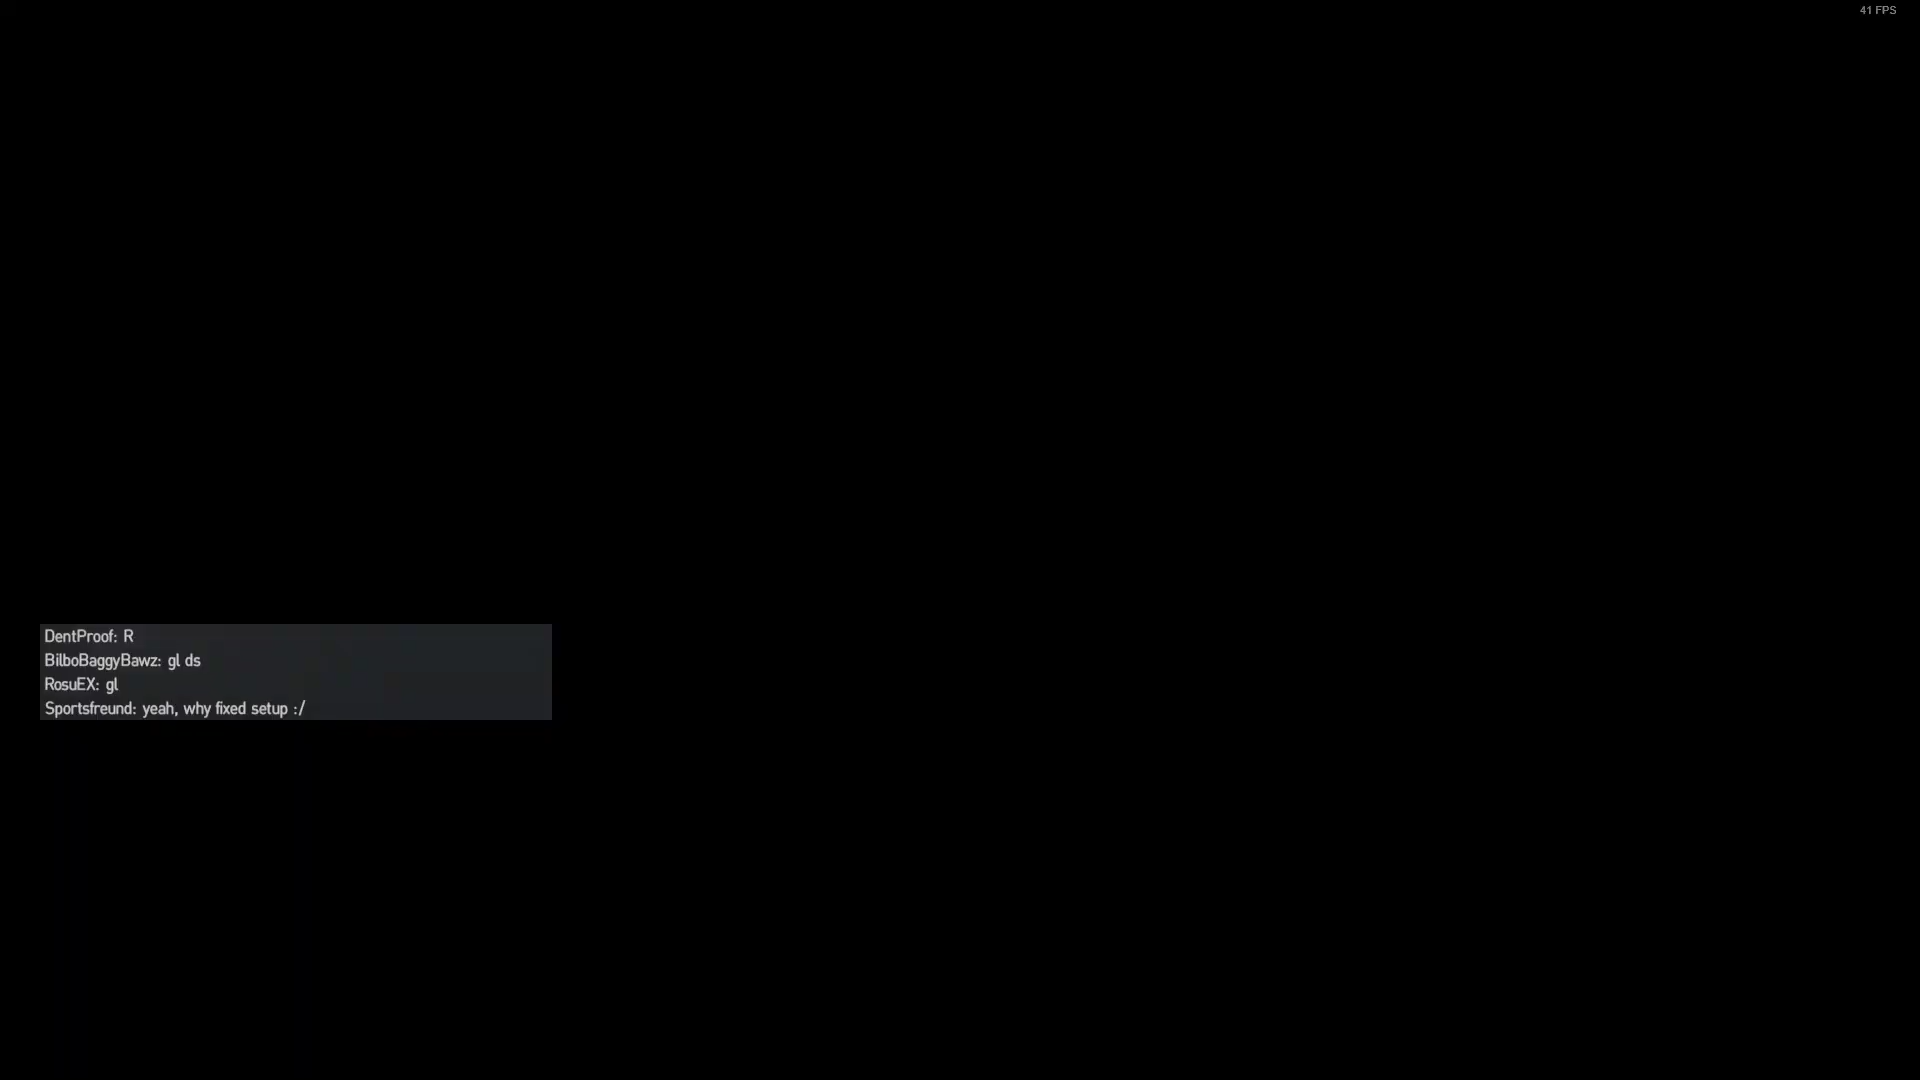 41 FPS
DentProof: R
BilboBaggyBawz: gl ds
RosuEX: gl
Sportsfreund: yeah, why fixed setup :/